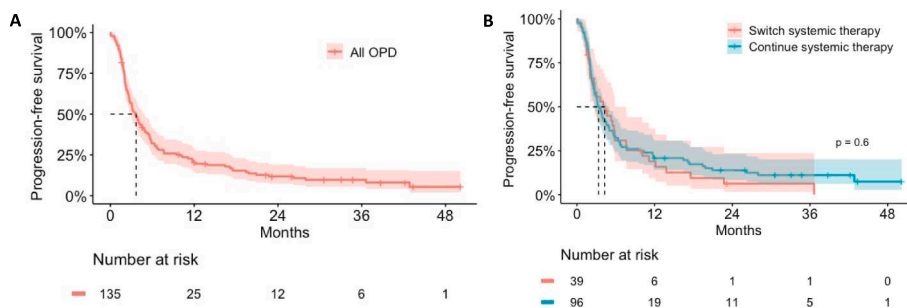 A
Progression-free survival
100%
75%
50%
25%
0%
All OPD
0 12 24 36 48
Months
Number at risk
135 25 12 6 1
B
Progression-free survival
100%
75%
50%
25%
0%
Switch systemic therapy
Continue systemic therapy
p = 0.6
0 12 24 36 48
Months
Number at risk
39 6 1 1 0
96 19 11 5 1